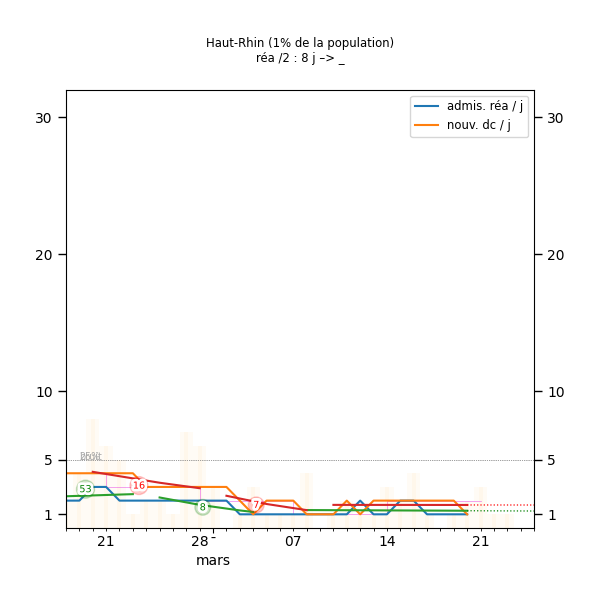 Haut-Rhin (1% de la population)
réa /2 : 8 j –> _
admis. réa / j
nouv. dc / j
30 30
20 20
10 10
5 5
1 1
53
16
8
7
21 28 07 14 21
mars